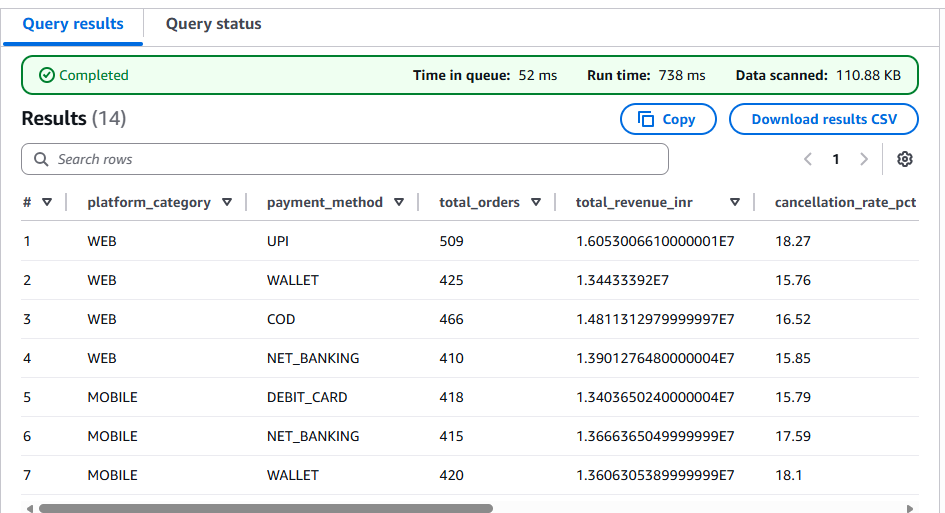 Query results Query status
Completed Time in queue: 52 ms Run time: 738 ms Data scanned: 110.88 KB
Results (14) Copy Download results CSV
Search rows 1
# platform_category payment_method total_orders total_revenue_inr cancellation_rate_pct
1 WEB UPI 509 1.6053006610000001E7 18.27
2 WEB WALLET 425 1.34433392E7 15.76
3 WEB COD 466 1.4811312979999997E7 16.52
4 WEB NET_BANKING 410 1.3901276480000004E7 15.85
5 MOBILE DEBIT_CARD 418 1.3403650240000004E7 15.79
6 MOBILE NET_BANKING 415 1.3666365049999999E7 17.59
7 MOBILE WALLET 420 1.3606305389999999E7 18.1